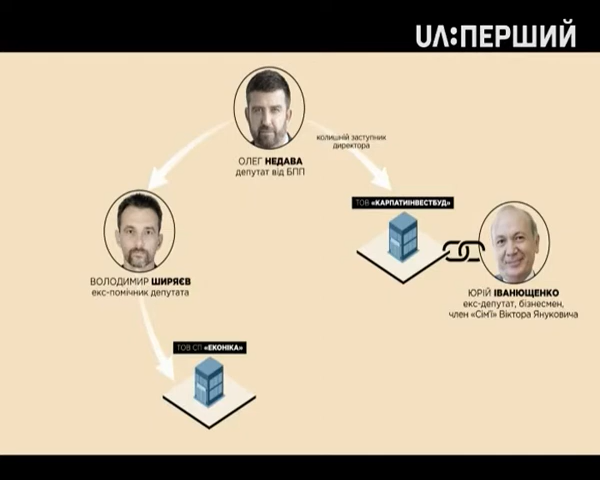 UA:ПЕРШИЙ
ОЛЕГ НЕДАВА
депутат від БПП
колишній заступник
директора
ТОВ «КАРПАТИІНВЕСТБУД»
ВОЛОДИМИР ШИРЯЄВ
екс-помічник депутата
ЮРІЙ ІВАНЮЩЕНКО
екс-депутат, бізнесмен,
член «Сім'ї» Віктора Януковича
ТОВ СП «ЕКОНІКА»